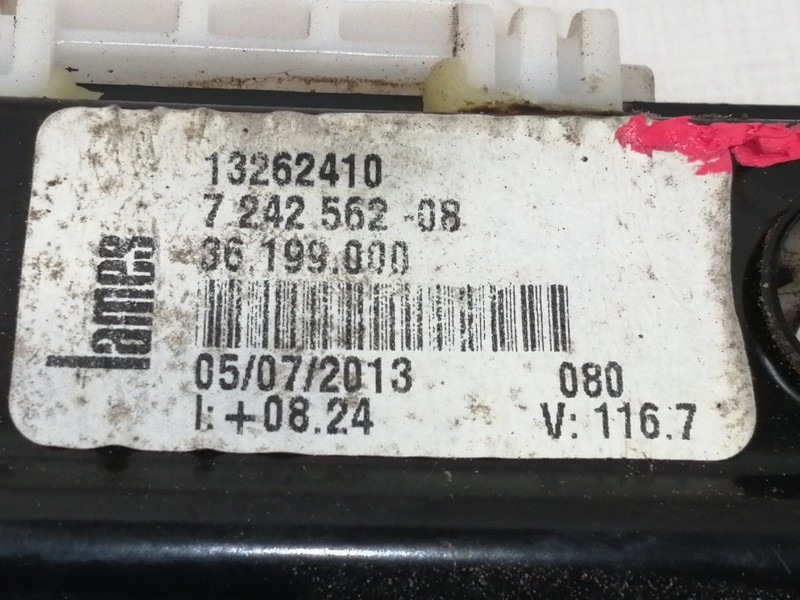 13262410
7 242 562 -08
36.199.000
lames
05/07/2013 080
I: +08.24 V: 116.7